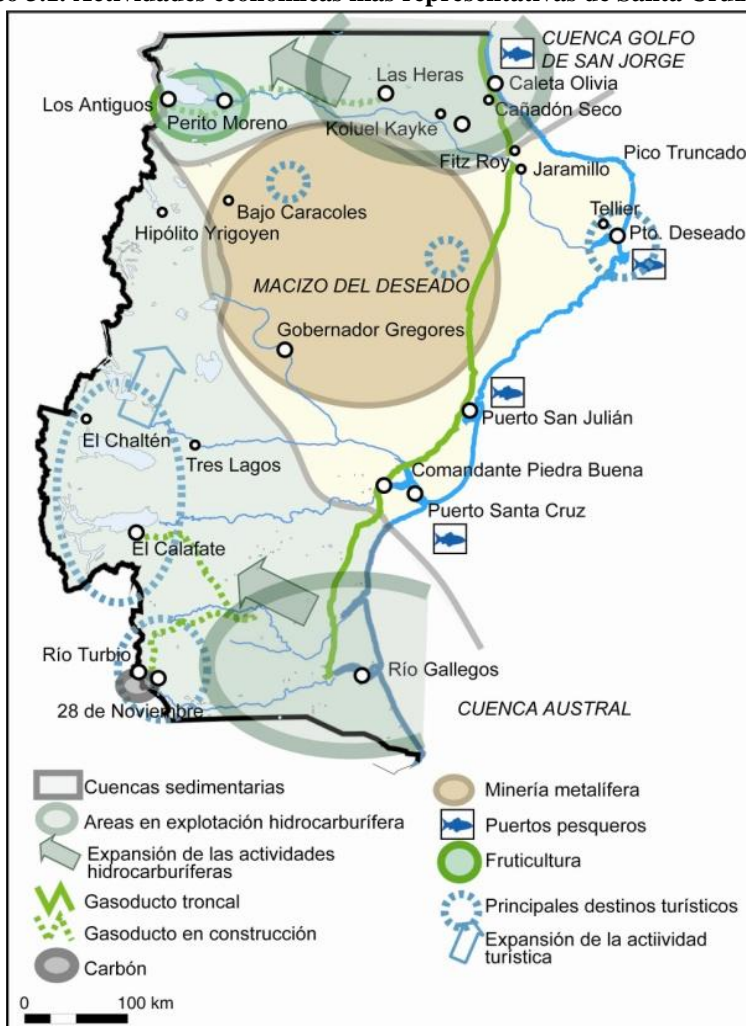 CUENCA GOLFO
DE SAN JORGE
Las Heras
Caleta Olivia
Los Antiguos
Perito Moreno
Cañadón Seco
Koluel Kayke
Fitz Roy
Jaramillo
Pico Truncado
Bajo Caracoles
Tellier
Hipólito Yrigoyen
Pto. Deseado
MACIZO DEL DESEADO
Gobernador Gregores
Puerto San Julián
El Chaltén
Tres Lagos
Comandante Piedra Buena
Puerto Santa Cruz
El Calafate
Río Turbio
Río Gallegos
28 de Noviembre
CUENCA AUSTRAL
Cuencas sedimentarias
Areas en explotación hidrocarburífera
Expansión de las actividades
hidrocarburíferas
Gasoducto troncal
Gasoducto en construcción
Carbón
Minería metalífera
Puertos pesqueros
Fruticultura
Principales destinos turísticos
Expansión de la actiividad
turística
0 100 km